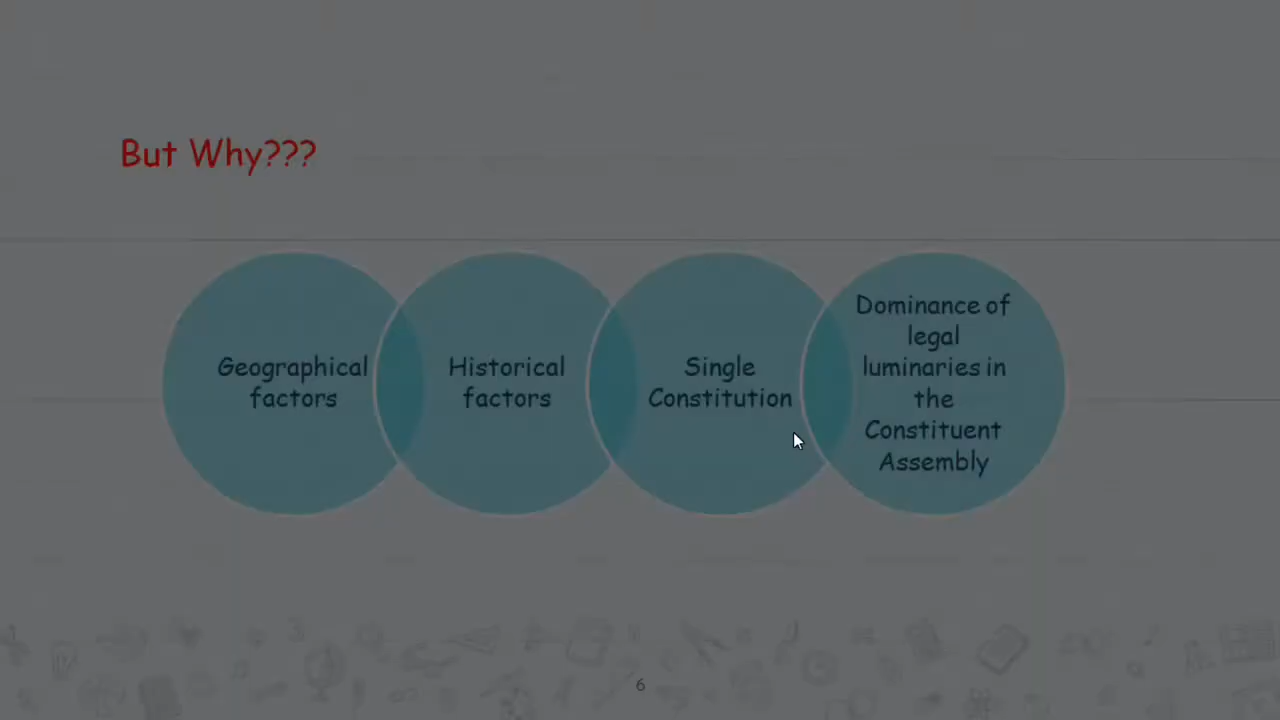 But Why???
Geographical
factors
Historical
factors
Single
Constitution
Dominance of
legal
luminaries in
the
Constituent
Assembly
6